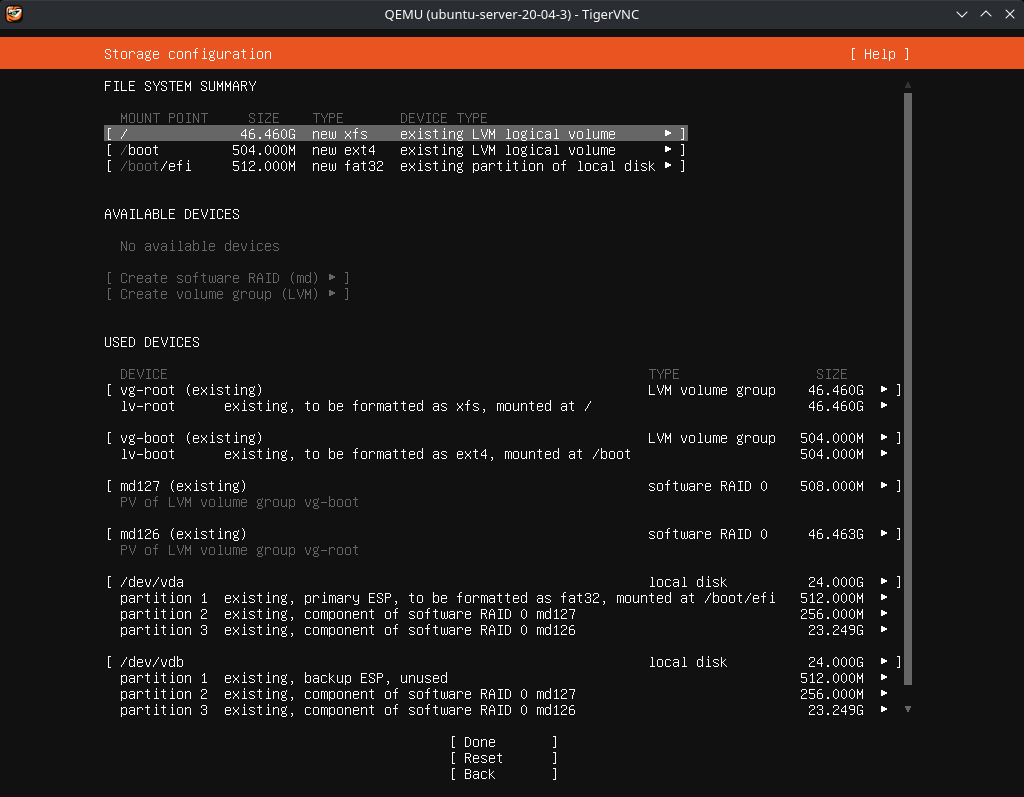 QEMU (ubuntu-server-20-04-3) - TigerVNC
Storage configuration [ Help ]
FILE SYSTEM SUMMARY
MOUNT POINT SIZE TYPE DEVICE TYPE
[ / 46.460G new xfs existing LVM logical volume ▸ ]
[ /boot 504.000M new ext4 existing LVM logical volume ▸ ]
[ /boot/efi 512.000M new fat32 existing partition of local disk ▸ ]
AVAILABLE DEVICES
No available devices
[ Create software RAID (md) ▸ ]
[ Create volume group (LVM) ▸ ]
USED DEVICES
DEVICE TYPE SIZE
[ vg-root (existing) LVM volume group 46.460G ▸ ]
lv-root existing, to be formatted as xfs, mounted at / 46.460G ▸
[ vg-boot (existing) LVM volume group 504.000M ▸ ]
lv-boot existing, to be formatted as ext4, mounted at /boot 504.000M ▸
[ md127 (existing) software RAID 0 508.000M ▸ ]
PV of LVM volume group vg-boot
[ md126 (existing) software RAID 0 46.463G ▸ ]
PV of LVM volume group vg-root
[ /dev/vda local disk 24.000G ▸ ]
partition 1 existing, primary ESP, to be formatted as fat32, mounted at /boot/efi 512.000M ▸
partition 2 existing, component of software RAID 0 md127 256.000M ▸
partition 3 existing, component of software RAID 0 md126 23.249G ▸
[ /dev/vdb local disk 24.000G ▸ ]
partition 1 existing, backup ESP, unused 512.000M ▸
partition 2 existing, component of software RAID 0 md127 256.000M ▸
partition 3 existing, component of software RAID 0 md126 23.249G ▸
[ Done ]
[ Reset ]
[ Back ]